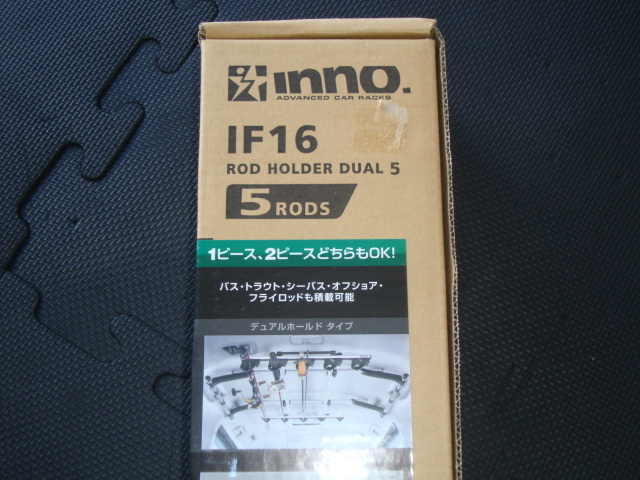 INNO.
ADVANCED CAR RACKS
IF16
ROD HOLDER DUAL 5
5 RODS
1ピース、2ピースどちらもOK!
バス・トラウト・シーバス・オフショア・
フライロッドも積載可能
デュアルホールド タイプ